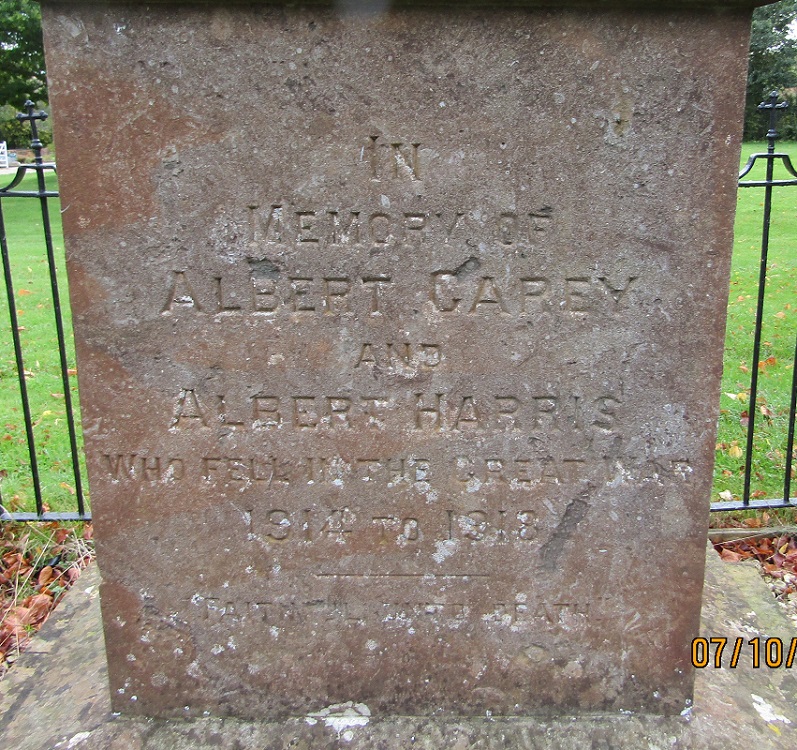 IN
MEMORY OF
ALBERT CAREY
AND
ALBERT HARRIS
WHO FELL IN THE GREAT WAR
1914 TO 1918
"FAITHFUL UNTO DEATH"
07/10/